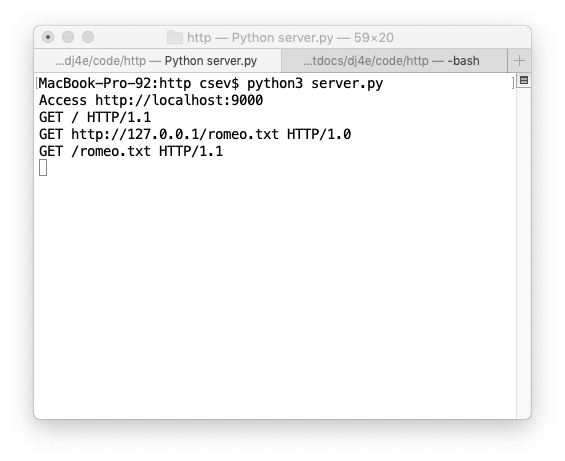 http — Python server.py — 59×20
...dj4e/code/http — Python server.py
...tdocs/dj4e/code/http — -bash
[MacBook-Pro-92:http csev$ python3 server.py ]
Access http://localhost:9000
GET / HTTP/1.1
GET http://127.0.0.1/romeo.txt HTTP/1.0
GET /romeo.txt HTTP/1.1